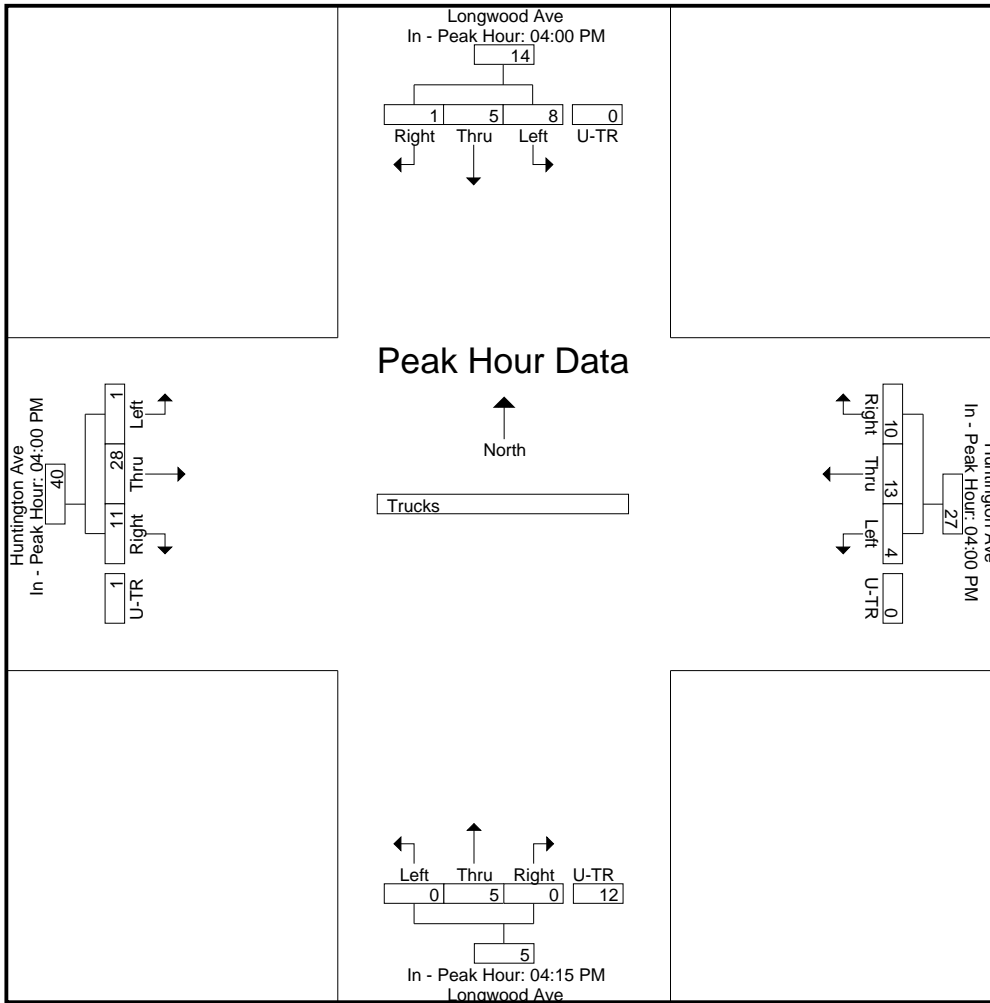 Longwood Ave
In - Peak Hour: 04:00 PM
14
1 5 8 0
Right Thru Left U-TR
Peak Hour Data
North
Trucks
Huntington Ave
In - Peak Hour: 04:00 PM
40
1 28 11 1
Left Thru Right U-TR
Huntington Ave
In - Peak Hour: 04:00 PM
27
10 13 4 0
Right Thru Left U-TR
Left Thru Right U-TR
0 5 0 12
5
In - Peak Hour: 04:15 PM
Longwood Ave